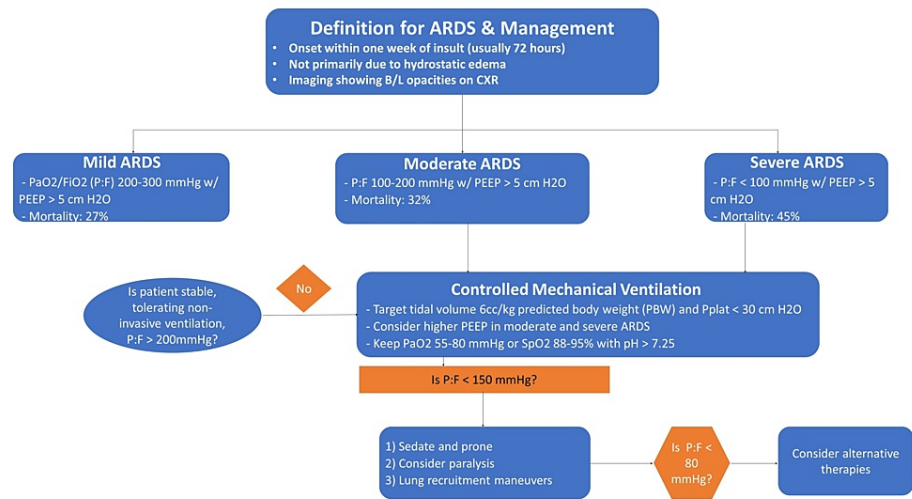 Definition for ARDS & Management
• Onset within one week of insult (usually 72 hours)
• Not primarily due to hydrostatic edema
• Imaging showing B/L opacities on CXR
Mild ARDS
- PaO2/FiO2 (P:F) 200-300 mmHg w/
PEEP > 5 cm H2O
- Mortality: 27%
Moderate ARDS
- P:F 100-200 mmHg w/ PEEP > 5 cm H2O
- Mortality: 32%
Severe ARDS
- P:F < 100 mmHg w/ PEEP > 5
cm H2O
- Mortality: 45%
Is patient stable,
tolerating non-
invasive ventilation,
P:F > 200mmHg?
No
Controlled Mechanical Ventilation
- Target tidal volume 6cc/kg predicted body weight (PBW) and Pplat < 30 cm H2O
- Consider higher PEEP in moderate and severe ARDS
- Keep PaO2 55-80 mmHg or SpO2 88-95% with pH > 7.25
Is P:F < 150 mmHg?
1) Sedate and prone
2) Consider paralysis
3) Lung recruitment maneuvers
Is P:F <
80
mmHg?
Consider alternative
therapies